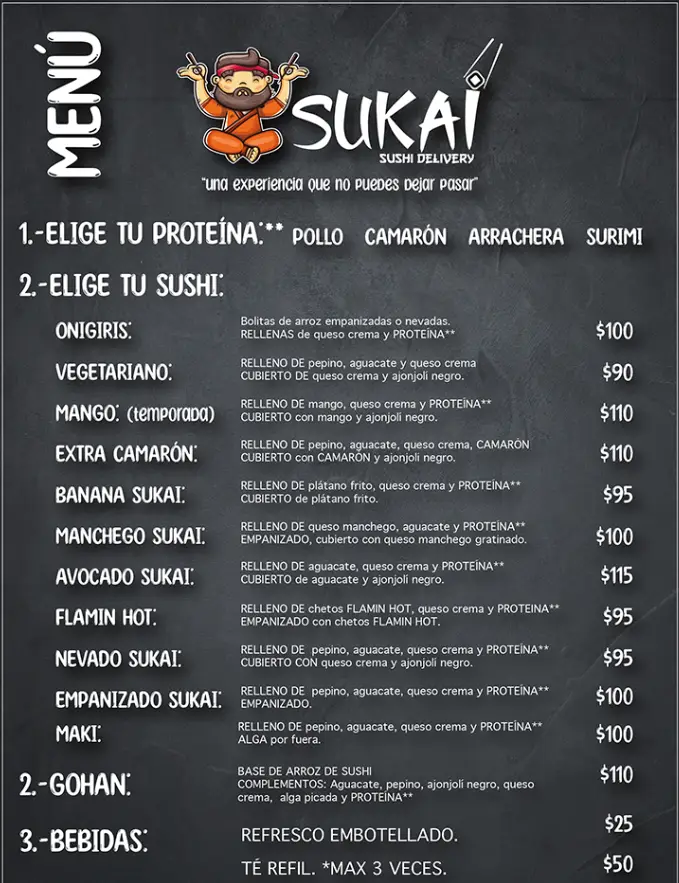 MENÚ
SUKAI
SUSHI DELIVERY
"una experiencia que no puedes dejar pasar"
1.-ELIGE TU PROTEÍNA:** POLLO CAMARÓN ARRACHERA SURIMI
2.-ELIGE TU SUSHI:
ONIGIRIS: Bolitas de arroz empanizadas o nevadas. $100
RELLENAS de queso crema y PROTEÍNA**
VEGETARIANO: RELLENO DE pepino, aguacate y queso crema $90
CUBIERTO DE queso crema y ajonjolí negro.
MANGO: (temporada) RELLENO DE mango, queso crema y PROTEÍNA** $110
CUBIERTO con mango y ajonjolí negro.
EXTRA CAMARÓN: RELLENO DE pepino, aguacate, queso crema, CAMARÓN $110
CUBIERTO con CAMARÓN y ajonjolí negro.
BANANA SUKAI: RELLENO DE plátano frito, queso crema y PROTEÍNA** $95
CUBIERTO de plátano frito.
MANCHEGO SUKAI: RELLENO DE queso manchego, aguacate y PROTEÍNA** $100
EMPANIZADO, cubierto con queso manchego gratinado.
AVOCADO SUKAI: RELLENO DE aguacate, queso crema y PROTEÍNA** $115
CUBIERTO de aguacate y ajonjolí negro.
FLAMIN HOT: RELLENO DE chetos FLAMIN HOT, queso crema y PROTEINA** $95
EMPANIZADO con chetos FLAMIN HOT.
NEVADO SUKAI: RELLENO DE pepino, aguacate, queso crema y PROTEÍNA** $95
CUBIERTO CON queso crema y ajonjolí negro.
EMPANIZADO SUKAI: RELLENO DE pepino, aguacate, queso crema y PROTEÍNA** $100
EMPANIZADO.
MAKI: RELLENO DE pepino, aguacate, queso crema y PROTEÍNA** $100
ALGA por fuera.
2.-GOHAN: BASE DE ARROZ DE SUSHI $110
COMPLEMENTOS: Aguacate, pepino, ajonjolí negro, queso
crema, alga picada y PROTEÍNA**
3.-BEBIDAS: REFRESCO EMBOTELLADO. $25
TÉ REFIL. *MAX 3 VECES. $50